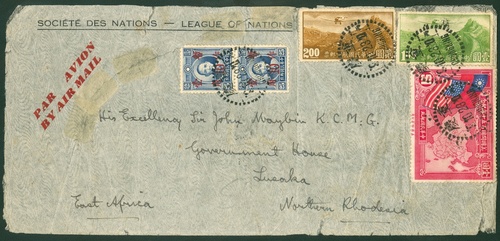 SOCIÉTÉ DES NATIONS — LEAGUE OF NATIONS
PAR AVION
BY AIR MAIL
200
His Excellency Sir John Maybin K.C.M.G.
Government House
Lusaka
East Africa
Northern Rhodesia